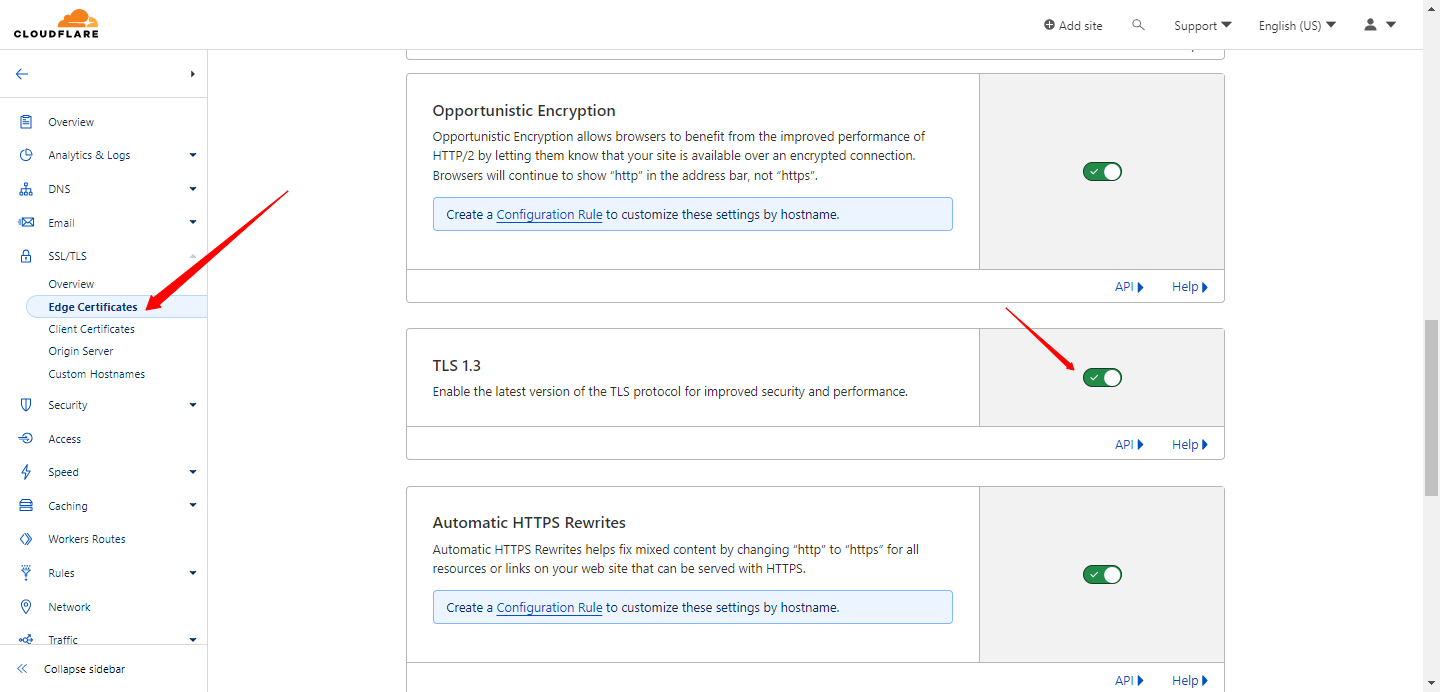 CLOUDFLARE
Add site
Support
English (US)
Overview
Analytics & Logs
DNS
Email
SSL/TLS
Overview
Edge Certificates
Client Certificates
Origin Server
Custom Hostnames
Security
Access
Speed
Caching
Workers Routes
Rules
Network
Traffic
Collapse sidebar
Opportunistic Encryption
Opportunistic Encryption allows browsers to benefit from the improved performance of
HTTP/2 by letting them know that your site is available over an encrypted connection.
Browsers will continue to show “http” in the address bar, not “https”.
Create a Configuration Rule to customize these settings by hostname.
API
Help
TLS 1.3
Enable the latest version of the TLS protocol for improved security and performance.
API
Help
Automatic HTTPS Rewrites
Automatic HTTPS Rewrites helps fix mixed content by changing “http” to “https” for all
resources or links on your web site that can be served with HTTPS.
Create a Configuration Rule to customize these settings by hostname.
API
Help